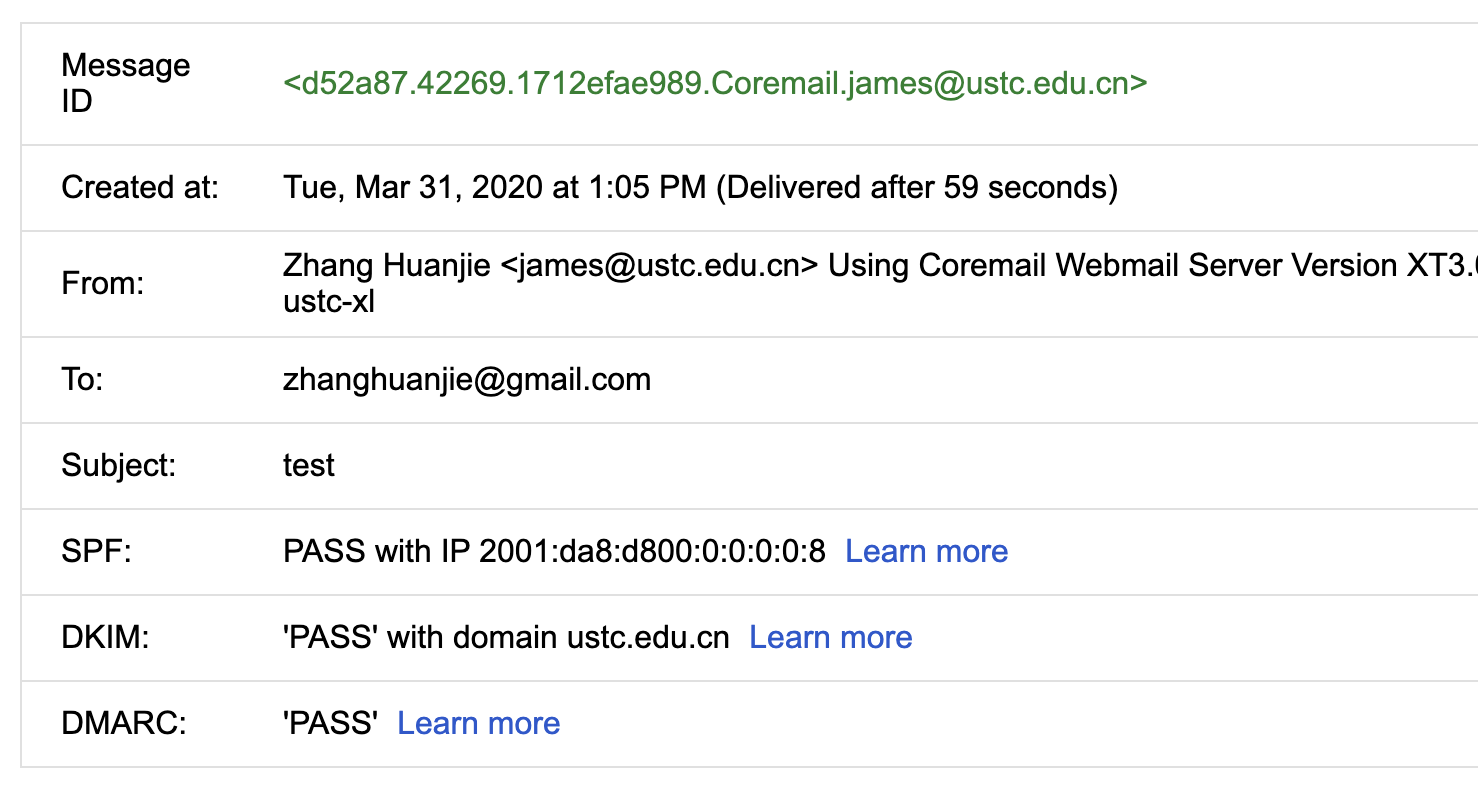 Message
ID
<d52a87.42269.1712efae989.Coremail.james@ustc.edu.cn>
Created at: Tue, Mar 31, 2020 at 1:05 PM (Delivered after 59 seconds)
From: Zhang Huanjie <james@ustc.edu.cn> Using Coremail Webmail Server Version
ustc-xl
To: zhanghuanjie@gmail.com
Subject: test
SPF: PASS with IP 2001:da8:d800:0:0:0:0:8 Learn more
DKIM: 'PASS' with domain ustc.edu.cn Learn more
DMARC: 'PASS' Learn more